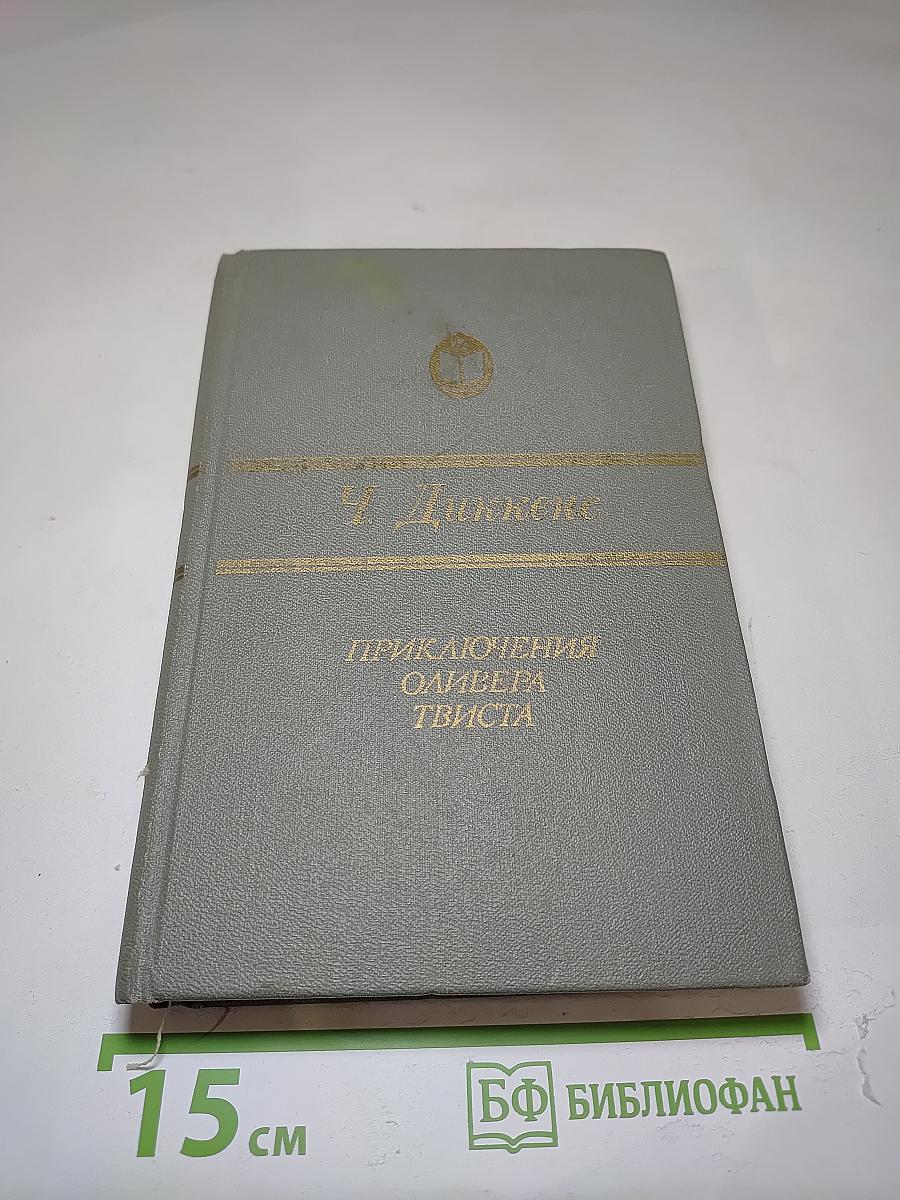 Ч. Диккенс
ПРИКЛЮЧЕНИЯ
ОЛИВЕРА
ТВИСТА
15 см
БФ БИБЛИОФАН